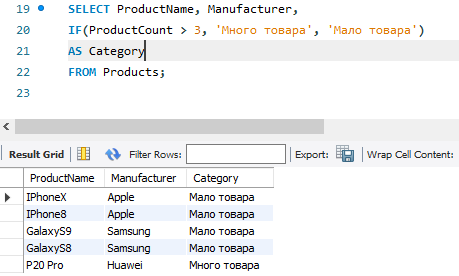 19 SELECT ProductName, Manufacturer,
20 IF(ProductCount > 3, 'Много товара', 'Мало товара')
21 AS Category
22 FROM Products;
Result Grid Filter Rows: Export: Wrap Cell Content:
ProductName Manufacturer Category
IPhoneX Apple Мало товара
IPhone8 Apple Мало товара
GalaxyS9 Samsung Мало товара
GalaxyS8 Samsung Мало товара
P20 Pro Huawei Много товара